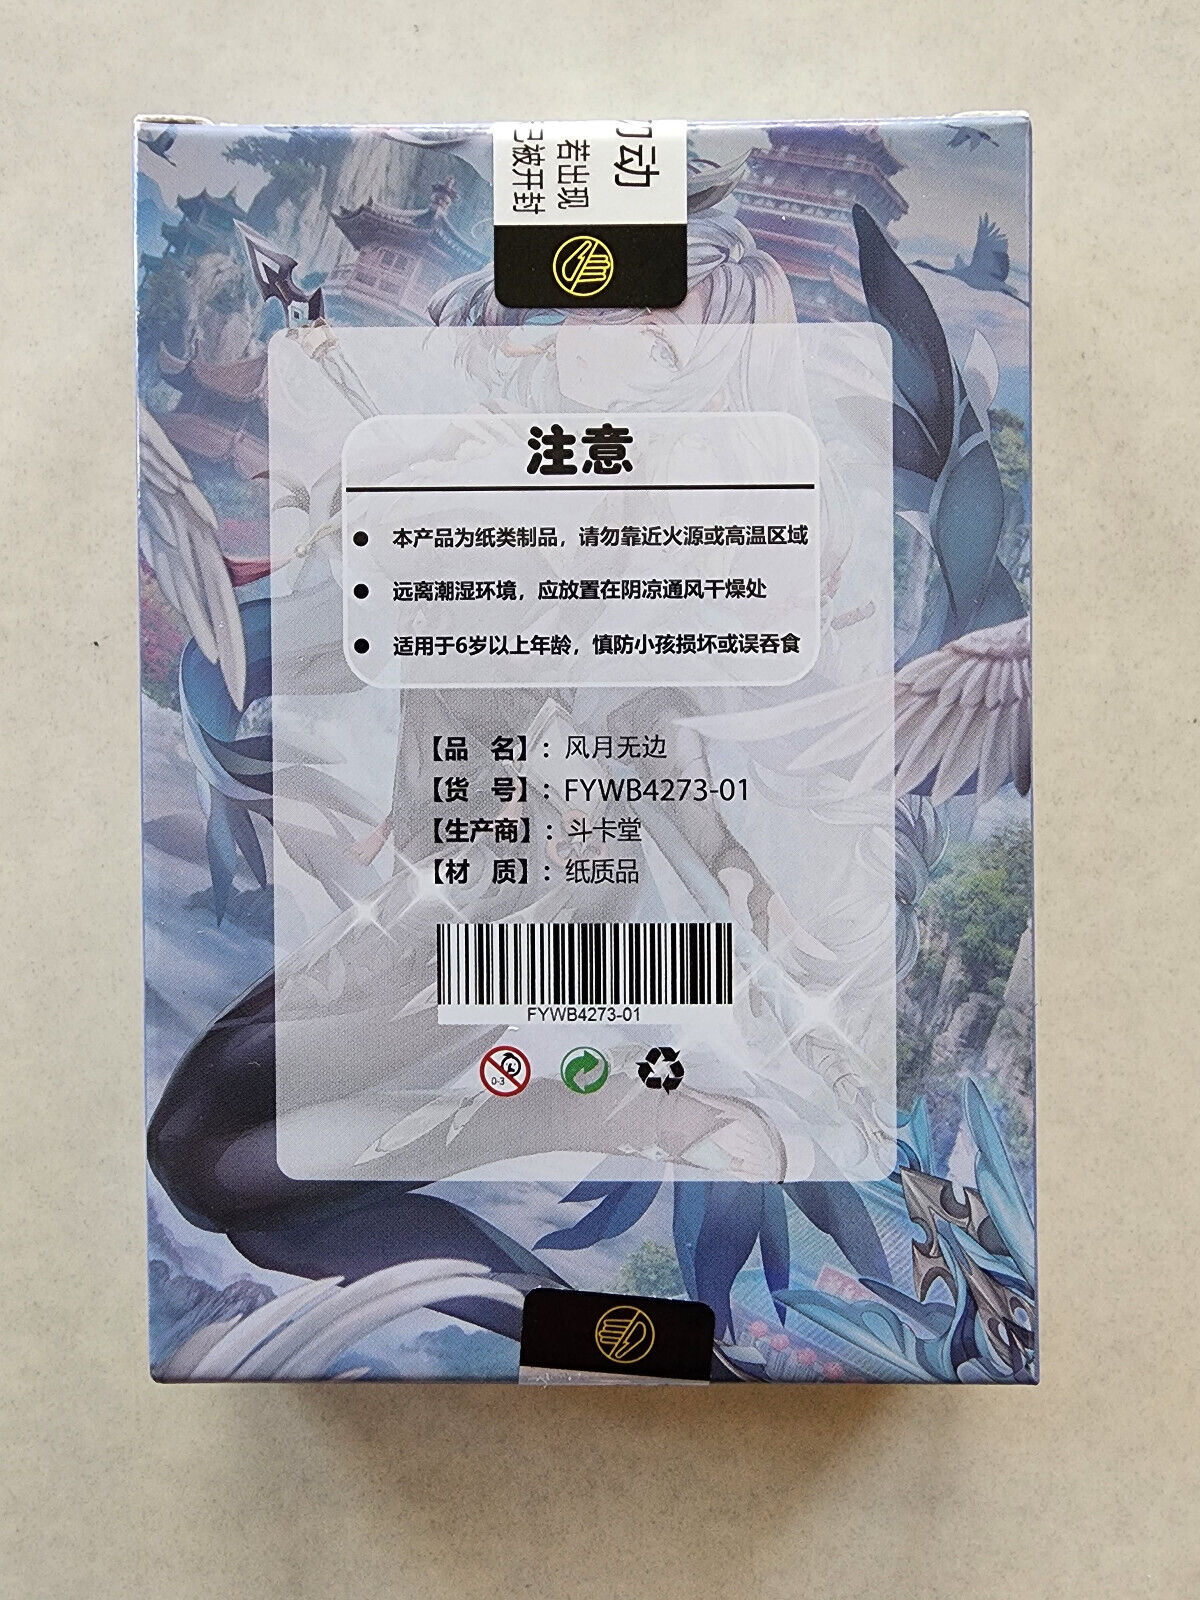 动
若出现
已被开封
注意
● 本产品为纸类制品，请勿靠近火源或高温区域
● 远离潮湿环境，应放置在阴凉通风干燥处
● 适用于6岁以上年龄，慎防小孩损坏或误吞食
【品 名】：风月无边
【货 号】：FYWB4273-01
【生产商】：斗卡堂
【材 质】：纸质品
FYWB4273-01
0-3